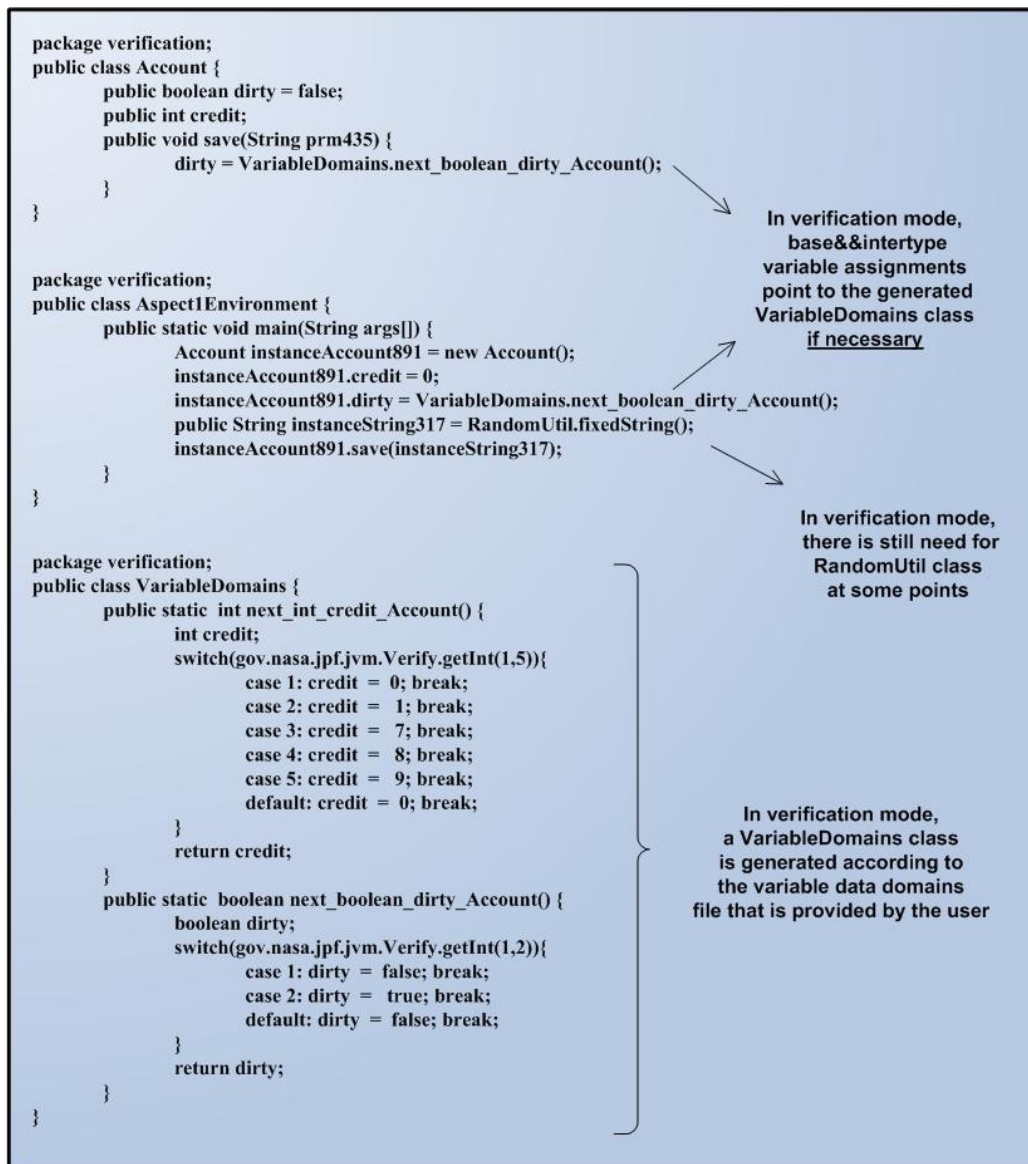 package verification;
public class Account {
public boolean dirty = false;
public int credit;
public void save(String prm435) {
dirty = VariableDomains.next_boolean_dirty_Account();
}
}
In verification mode,
base&&intertype
variable assignments
point to the generated
VariableDomains class
if necessary
package verification;
public class Aspect1Environment {
public static void main(String args[]) {
Account instanceAccount891 = new Account();
instanceAccount891.credit = 0;
instanceAccount891.dirty = VariableDomains.next_boolean_dirty_Account();
public String instanceString317 = RandomUtil.fixedString();
instanceAccount891.save(instanceString317);
}
}
In verification mode,
there is still need for
RandomUtil class
at some points
package verification;
public class VariableDomains {
public static  int next_int_credit_Account() {
int credit;
switch(gov.nasa.jpf.jvm.Verify.getInt(1,5)){
case 1: credit  =  0; break;
case 2: credit  =   1; break;
case 3: credit  =   7; break;
case 4: credit  =   8; break;
case 5: credit  =   9; break;
default: credit  =  0; break;
}
return credit;
}
public static  boolean next_boolean_dirty_Account() {
boolean dirty;
switch(gov.nasa.jpf.jvm.Verify.getInt(1,2)){
case 1: dirty  =  false; break;
case 2: dirty  =   true; break;
default: dirty  =  false; break;
}
return dirty;
}
}
In verification mode,
a VariableDomains class
is generated according to
the variable data domains
file that is provided by the user